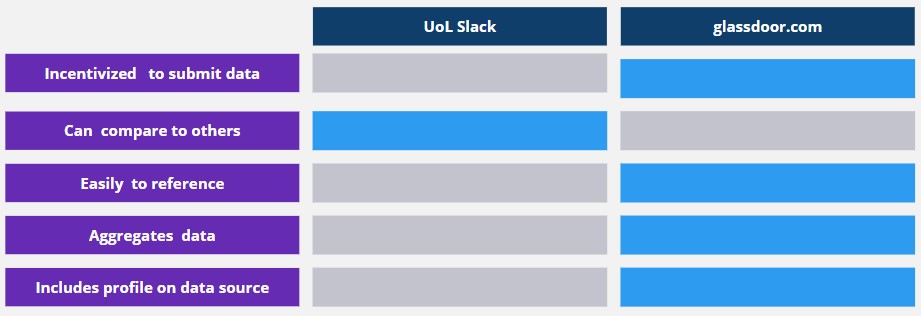 UoL Slack
glassdoor.com
Incentivized to submit data
Can compare to others
Easily to reference
Aggregates data
Includes profile on data source